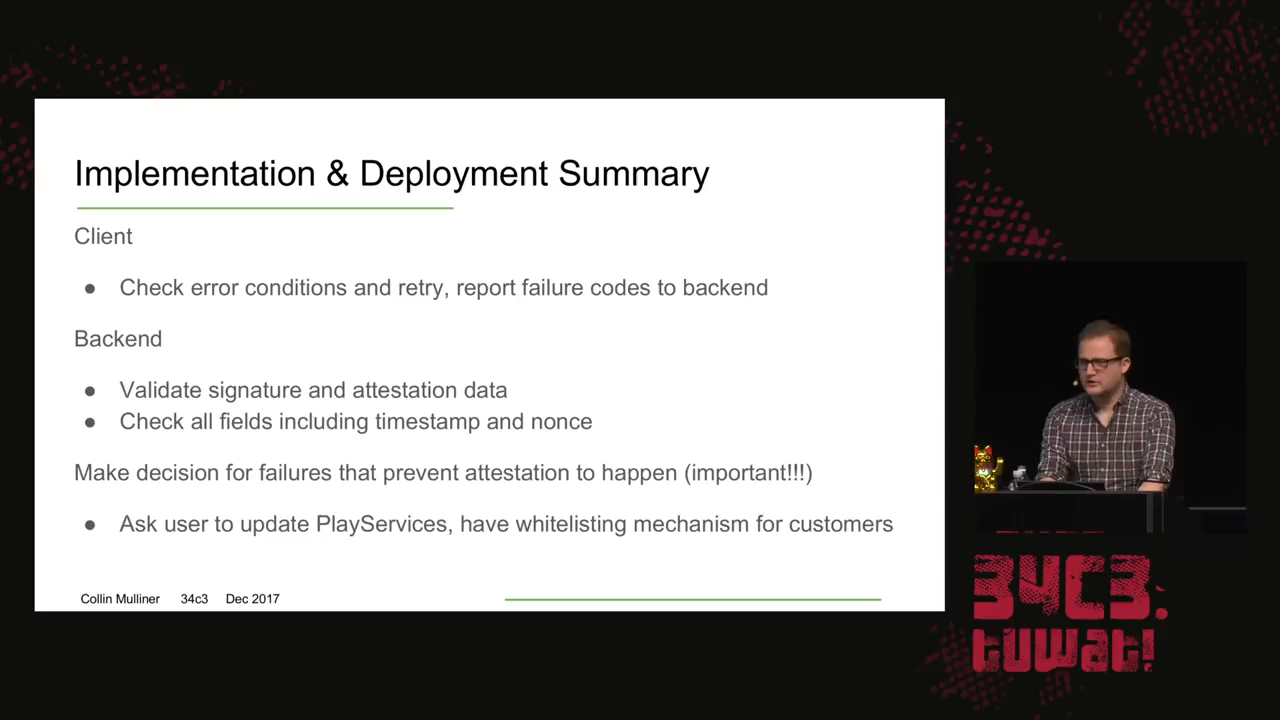 Implementation & Deployment Summary
Client
● Check error conditions and retry, report failure codes to backend
Backend
● Validate signature and attestation data
● Check all fields including timestamp and nonce
Make decision for failures that prevent attestation to happen (important!!!)
● Ask user to update PlayServices, have whitelisting mechanism for customers
Collin Mulliner 34c3 Dec 2017
34C3.
tuwat!